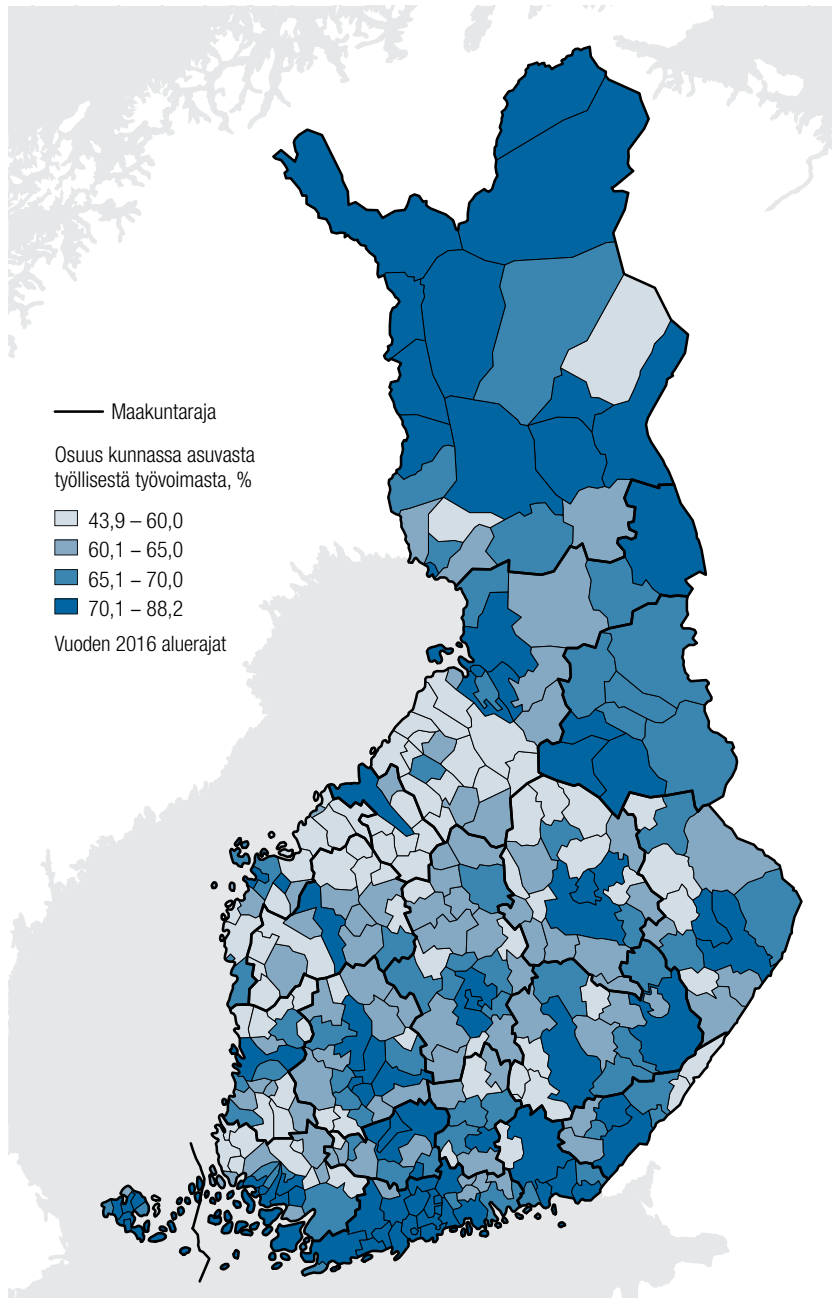 Maakuntaraja
Osuus kunnassa asuvasta
työllisestä työvoimasta, %
43,9 – 60,0
60,1 – 65,0
65,1 – 70,0
70,1 – 88,2
Vuoden 2016 aluerajat